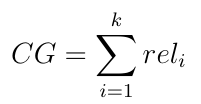 CG = \sum_{i=1}^{k} rel_i